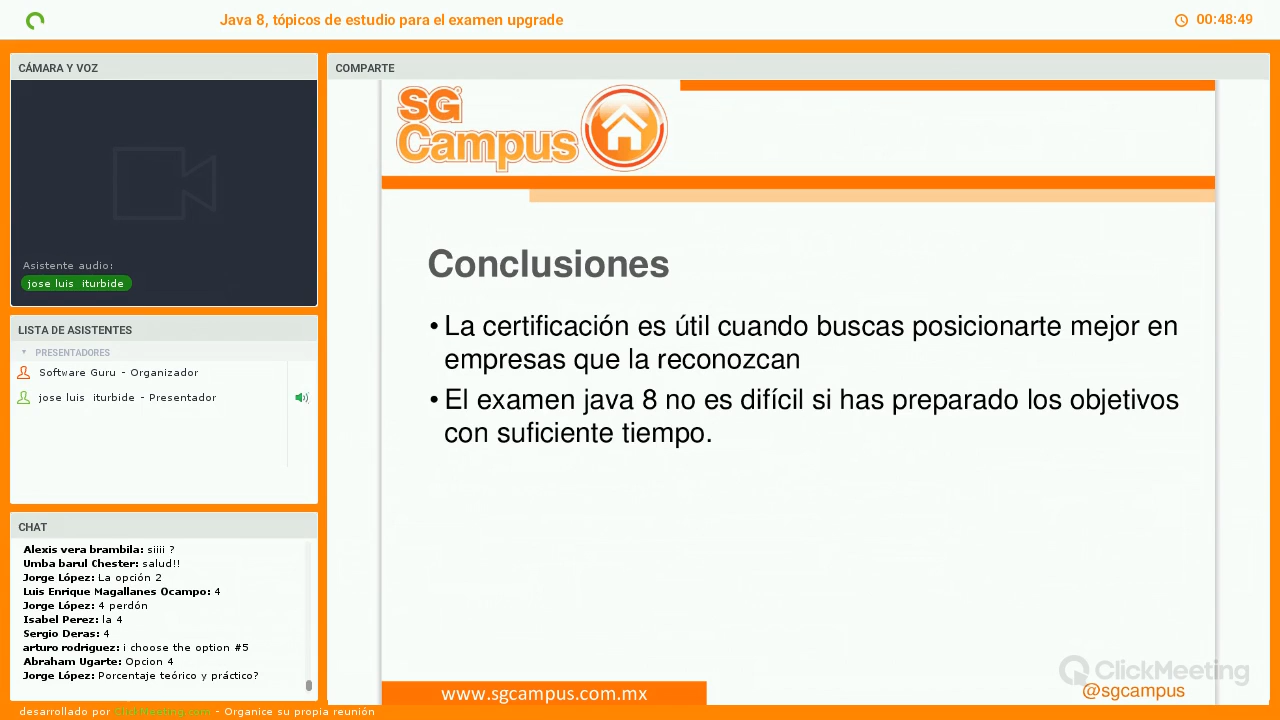 Java 8, tópicos de estudio para el examen upgrade
00:48:49
CÁMARA Y VOZ
Asistente audio:
jose luis iturbide
LISTA DE ASISTENTES
PRESENTADORES
Software Guru - Organizador
jose luis iturbide - Presentador
CHAT
Alexis vera brambila: siiii ?
Umba barul Chester: salud!!
Jorge López: La opción 2
Luis Enrique Magallanes Ocampo: 4
Jorge López: 4 perdón
Isabel Perez: la 4
Sergio Deras: 4
arturo rodriguez: i choose the option #5
Abraham Ugarte: Opcion 4
Jorge López: Porcentaje teórico y práctico?
desarrollado por ClickMeeting.com - Organice su propia reunión
COMPARTE
SG
Campus
Conclusiones
• La certificación es útil cuando buscas posicionarte mejor en
empresas que la reconozcan
• El examen java 8 no es difícil si has preparado los objetivos
con suficiente tiempo.
www.sgcampus.com.mx
ClickMeeting
@sgcampus